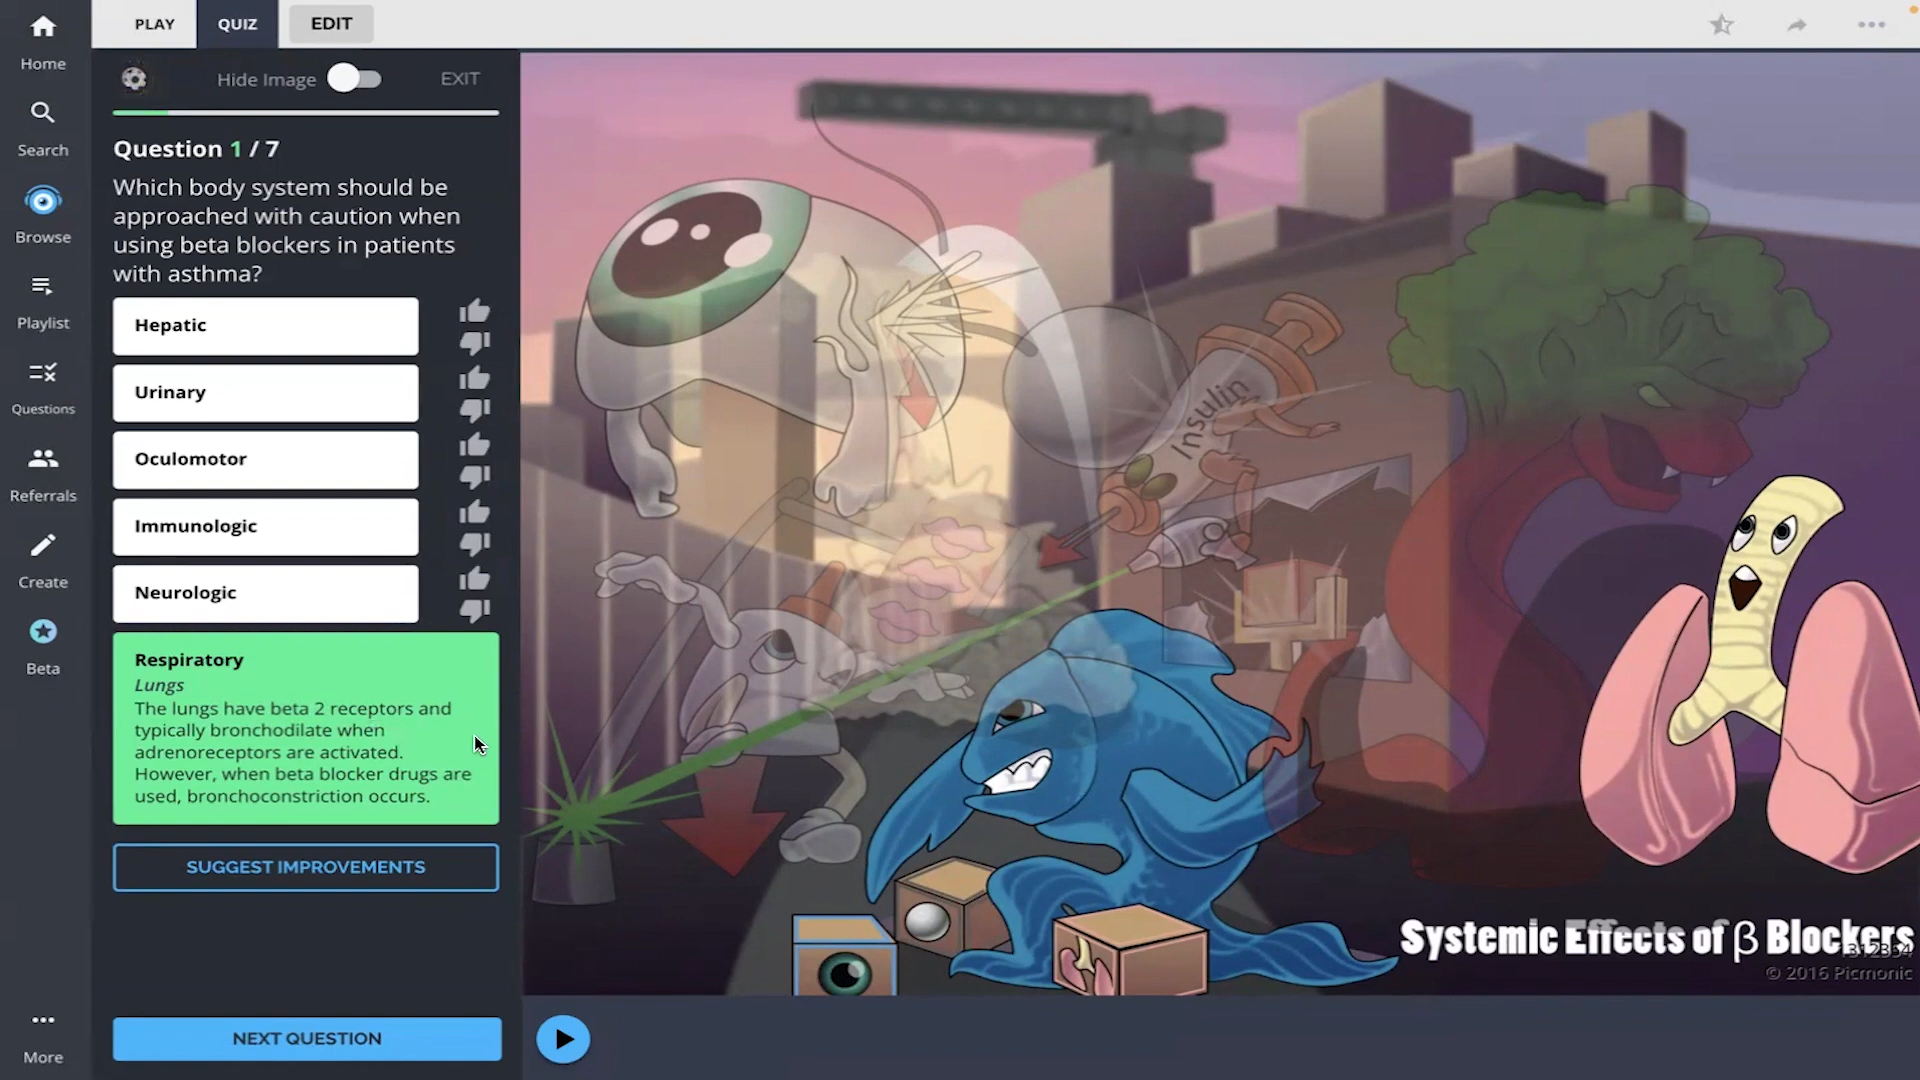 PLAY
QUIZ
EDIT
Home
Search
Browse
Playlist
Questions
Referrals
Create
Beta
More
Hide Image
EXIT
Question 1 / 7
Which body system should be
approached with caution when
using beta blockers in patients
with asthma?
Hepatic
Urinary
Oculomotor
Immunologic
Neurologic
Respiratory
Lungs
The lungs have beta 2 receptors and
typically bronchodilate when
adrenoreceptors are activated.
However, when beta blocker drugs are
used, bronchoconstriction occurs.
SUGGEST IMPROVEMENTS
NEXT QUESTION
Insulin
Systemic Effects of β Blockers
© 2016 Picmonic